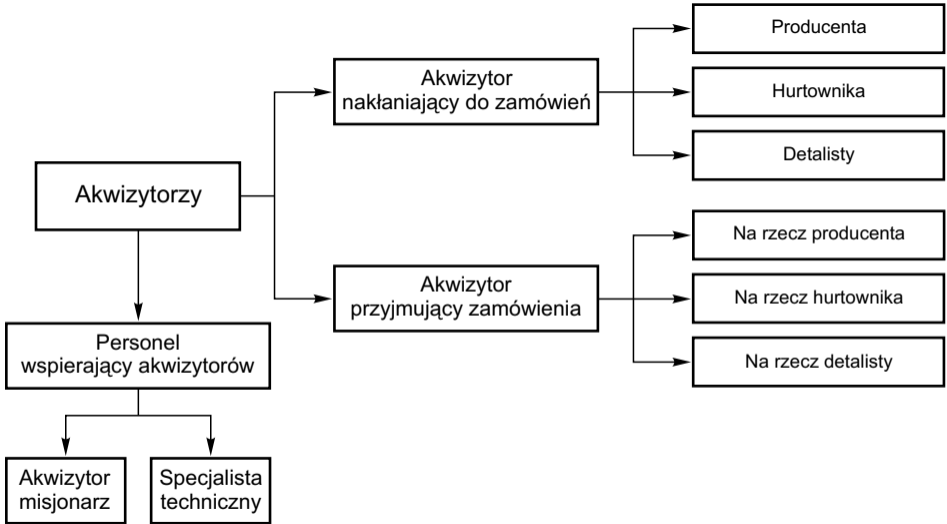 Producenta
Akwizytor
nakłaniający do zamówień
Hurtownika
Detalisty
Akwizytorzy
Na rzecz producenta
Akwizytor
przyjmujący zamówienia
Na rzecz hurtownika
Na rzecz detalisty
Personel
wspierający akwizytorów
Akwizytor
misjonarz
Specjalista
techniczny